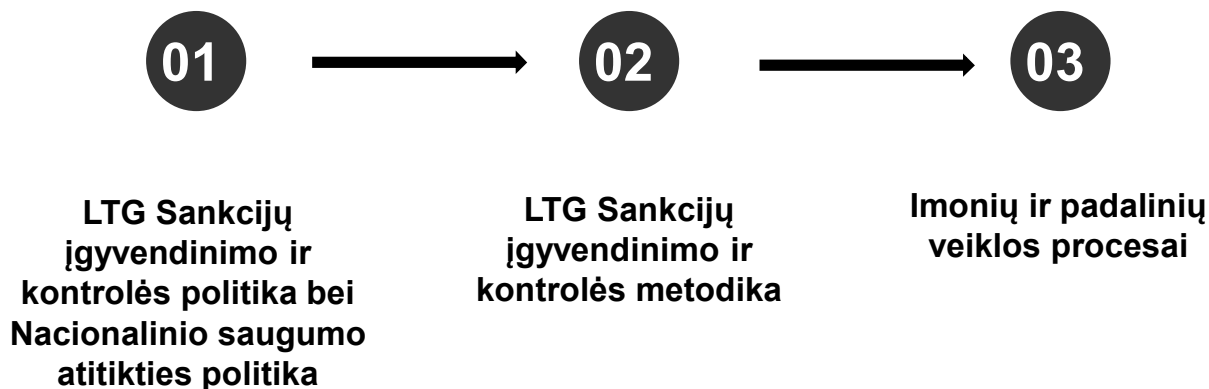 01
02
03
LTG Sankcijų
įgyvendinimo ir
kontrolės politika bei
Nacionalinio saugumo
atitikties politika
LTG Sankcijų
įgyvendinimo ir
kontrolės metodika
Imonių ir padalinių
veiklos procesai